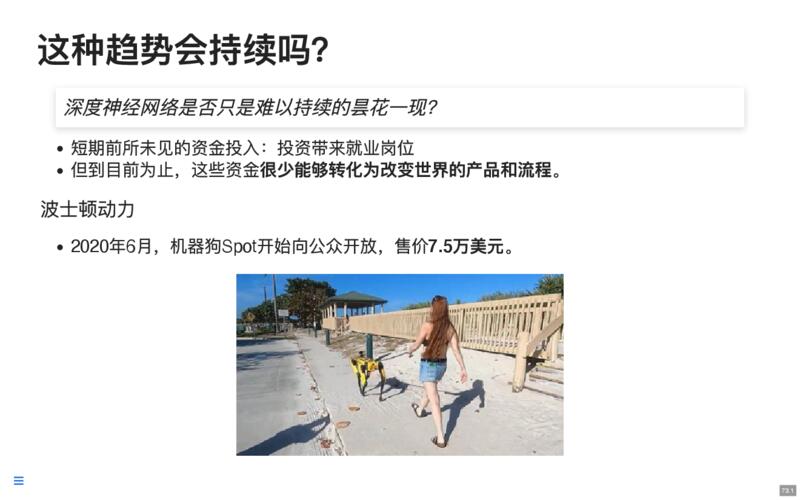 这种趋势会持续吗?
深度神经网络是否只是难以持续的昙花一现?
• 短期前所未见的资金投入：投资带来就业岗位
• 但到目前为止，这些资金很少能够转化为改变世界的产品和流程。
波士顿动力
• 2020年6月，机器狗Spot开始向公众开放，售价7.5万美元。
73.1